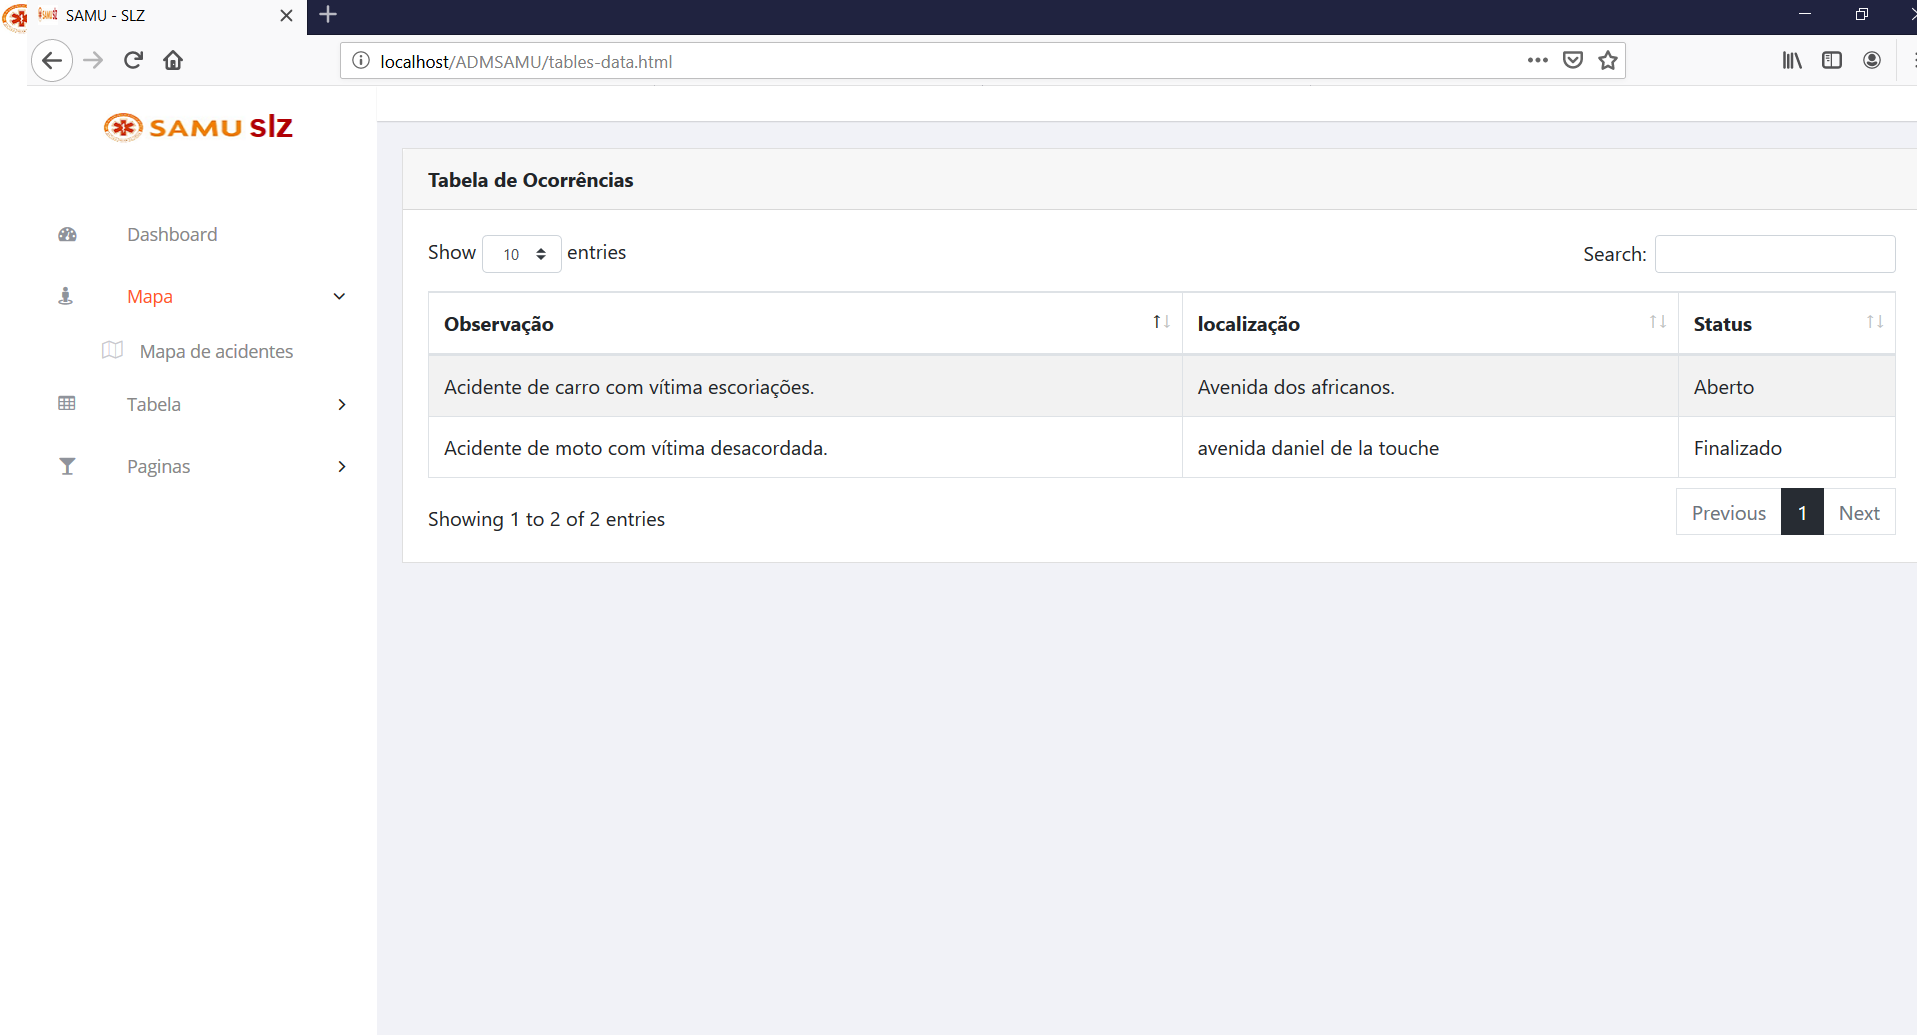 SAMU - SLZ
localhost/ADMSAMU/tables-data.html
SAMU slz
Dashboard
Mapa
Mapa de acidentes
Tabela
Paginas
Tabela de Ocorrências
Show 10 entries
Search:
Observação localização Status
Acidente de carro com vítima escoriações. Avenida dos africanos. Aberto
Acidente de moto com vítima desacordada. avenida daniel de la touche Finalizado
Showing 1 to 2 of 2 entries
Previous 1 Next